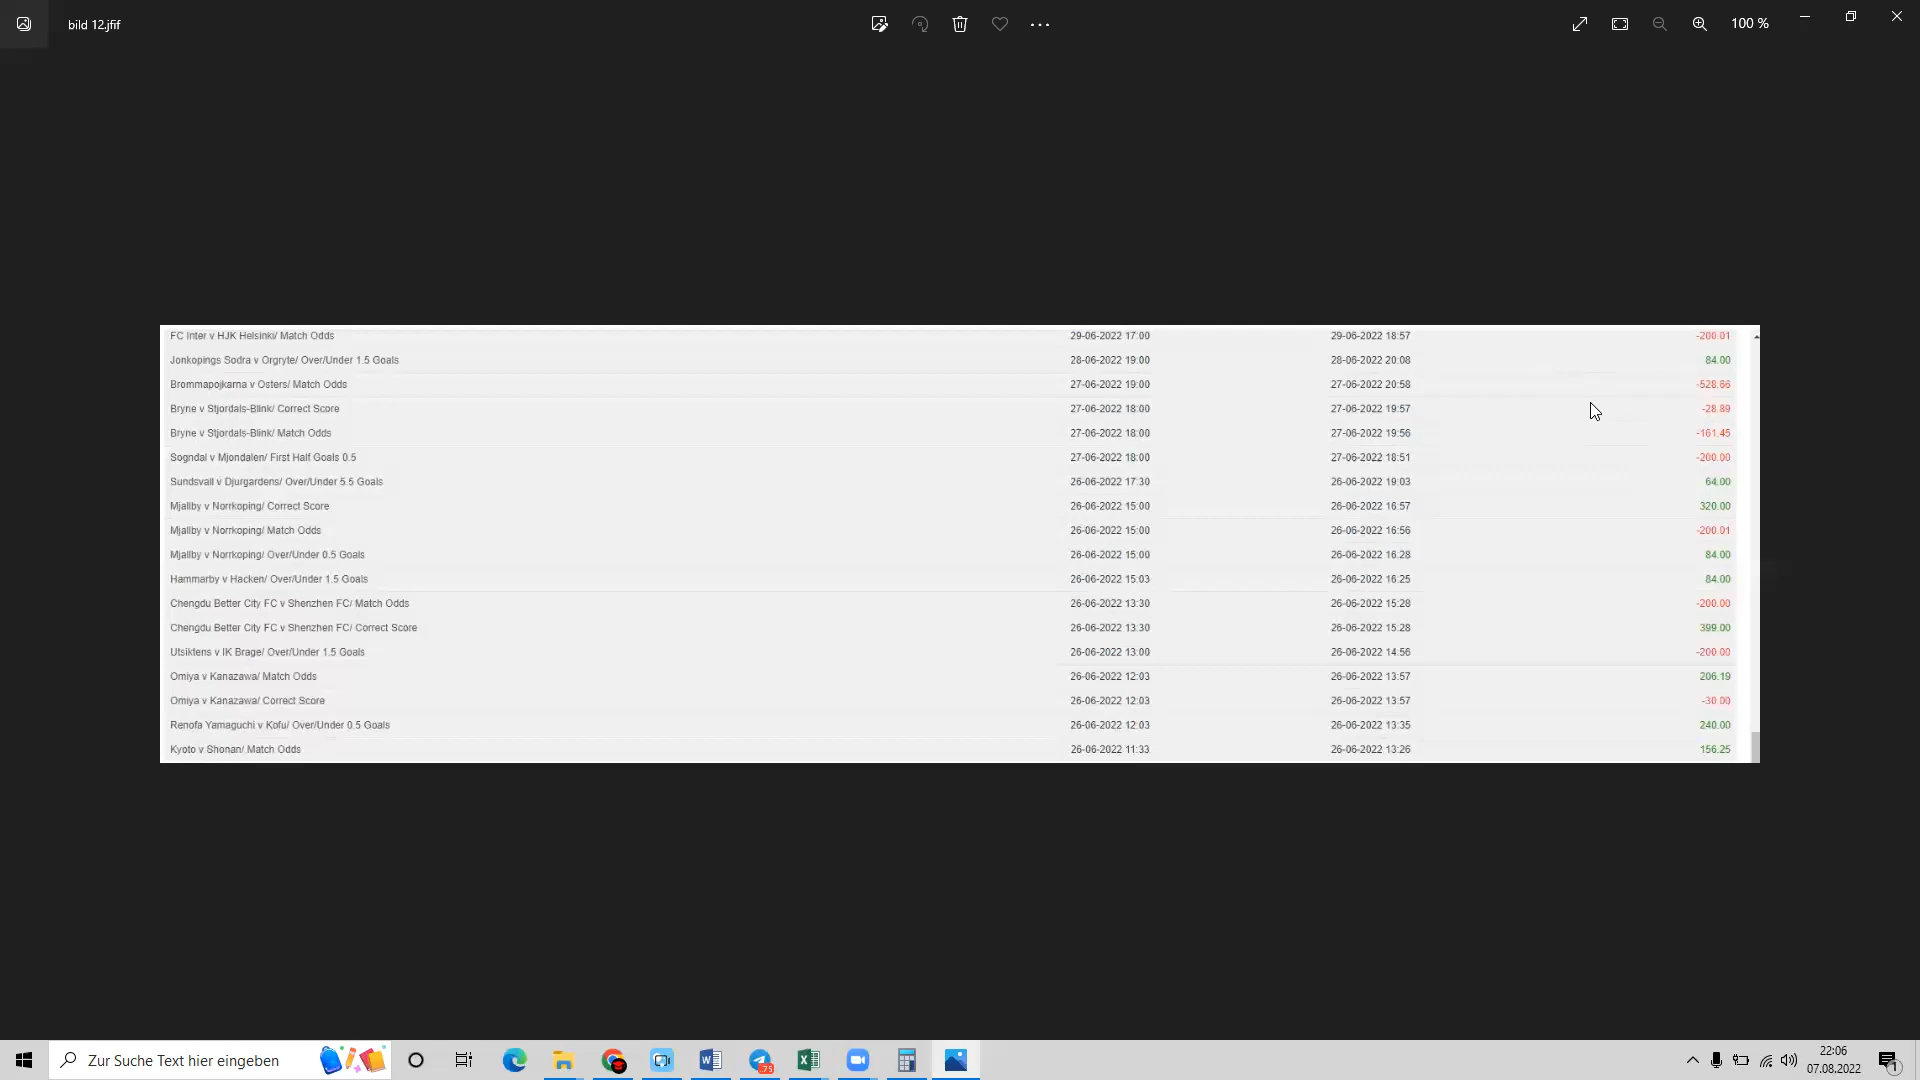 bild 12.jfif
100 %
FC Inter v HJK Helsinki/ Match Odds 29-06-2022 17:00 29-06-2022 18:57 -200.01
Jonkopings Sodra v Orgryte/ Over/Under 1.5 Goals 28-06-2022 19:00 28-06-2022 20:08 84.00
Brommapojkarna v Osters/ Match Odds 27-06-2022 19:00 27-06-2022 20:58 -528.66
Bryne v Stjordals-Blink/ Correct Score 27-06-2022 18:00 27-06-2022 19:57 -28.89
Bryne v Stjordals-Blink/ Match Odds 27-06-2022 18:00 27-06-2022 19:56 -161.45
Sogndal v Mjondalen/ First Half Goals 0.5 27-06-2022 18:00 27-06-2022 18:51 -200.00
Sundsvall v Djurgardens/ Over/Under 5.5 Goals 26-06-2022 17:30 26-06-2022 19:03 64.00
Mjallby v Norrkoping/ Correct Score 26-06-2022 15:00 26-06-2022 16:57 320.00
Mjallby v Norrkoping/ Match Odds 26-06-2022 15:00 26-06-2022 16:56 -200.01
Mjallby v Norrkoping/ Over/Under 0.5 Goals 26-06-2022 15:00 26-06-2022 16:28 84.00
Hammarby v Hacken/ Over/Under 1.5 Goals 26-06-2022 15:03 26-06-2022 16:25 84.00
Chengdu Better City FC v Shenzhen FC/ Match Odds 26-06-2022 13:30 26-06-2022 15:28 -200.00
Chengdu Better City FC v Shenzhen FC/ Correct Score 26-06-2022 13:30 26-06-2022 15:28 399.00
Utsiktens v IK Brage/ Over/Under 1.5 Goals 26-06-2022 13:00 26-06-2022 14:56 -200.00
Omiya v Kanazawa/ Match Odds 26-06-2022 12:03 26-06-2022 13:57 206.19
Omiya v Kanazawa/ Correct Score 26-06-2022 12:03 26-06-2022 13:57 -30.00
Renofa Yamaguchi v Kofu/ Over/Under 0.5 Goals 26-06-2022 12:03 26-06-2022 13:35 240.00
Kyoto v Shonan/ Match Odds 26-06-2022 11:33 26-06-2022 13:26 156.25
Zur Suche Text hier eingeben
.75
22:06
07.08.2022
1